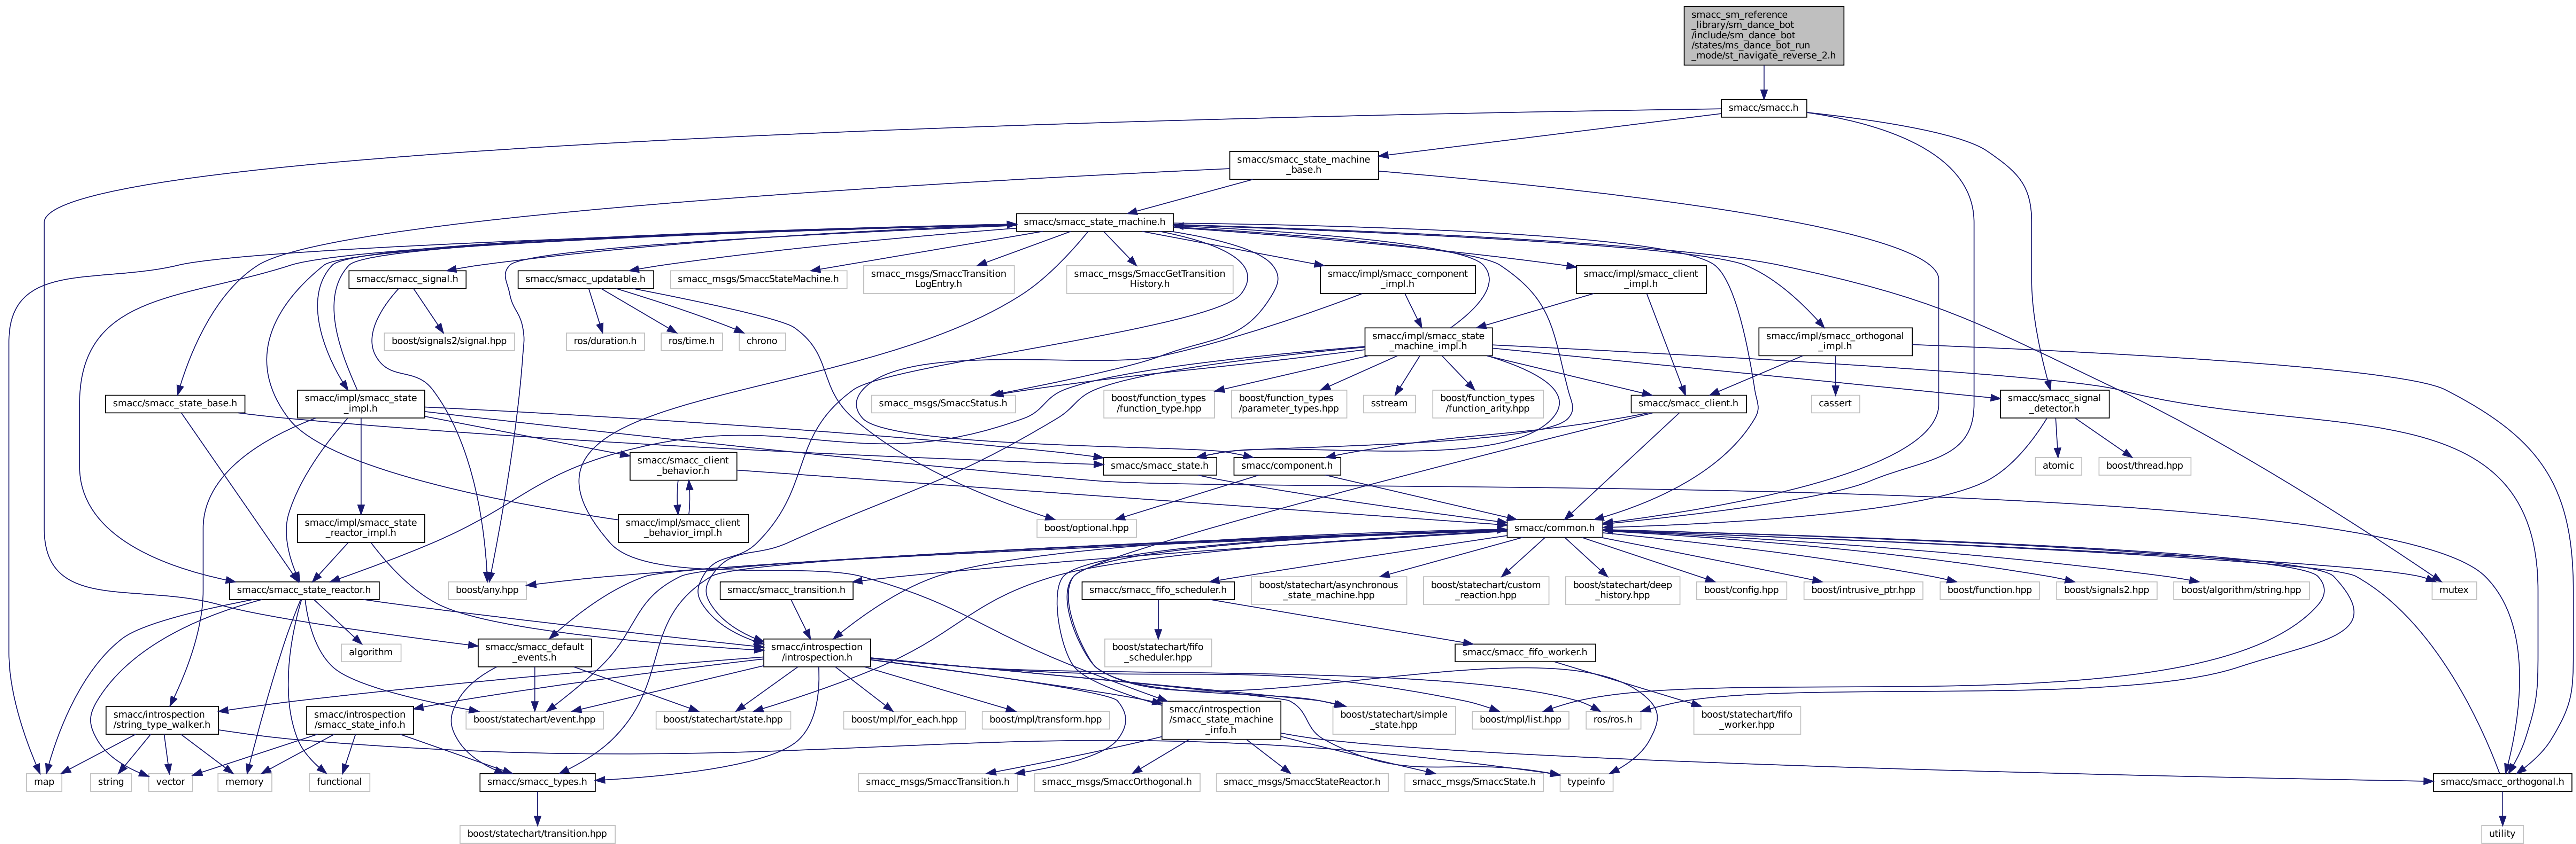 smacc_sm_reference
_library/sm_dance_bot
/include/sm_dance_bot
/states/ms_dance_bot_run
_mode/st_navigate_reverse_2.h
smacc/smacc.h
smacc/smacc_state_machine
_base.h
smacc/smacc_state_machine.h
smacc/smacc_signal.h
smacc/smacc_updatable.h
smacc_msgs/SmaccStateMachine.h
smacc_msgs/SmaccTransition
LogEntry.h
smacc_msgs/SmaccGetTransition
History.h
smacc/impl/smacc_component
_impl.h
smacc/impl/smacc_client
_impl.h
boost/signals2/signal.hpp
ros/duration.h
ros/time.h
chrono
smacc/impl/smacc_state
_machine_impl.h
smacc/impl/smacc_orthogonal
_impl.h
smacc/smacc_state_base.h
smacc/impl/smacc_state
_impl.h
smacc_msgs/SmaccStatus.h
boost/function_types
/function_type.hpp
boost/function_types
/parameter_types.hpp
sstream
boost/function_types
/function_arity.hpp
smacc/smacc_client.h
cassert
smacc/smacc_signal
_detector.h
smacc/smacc_client
_behavior.h
smacc/smacc_state.h
smacc/component.h
atomic
boost/thread.hpp
smacc/impl/smacc_state
_reactor_impl.h
smacc/impl/smacc_client
_behavior_impl.h
boost/optional.hpp
smacc/common.h
smacc/smacc_state_reactor.h
boost/any.hpp
smacc/smacc_transition.h
smacc/smacc_fifo_scheduler.h
boost/statechart/asynchronous
_state_machine.hpp
boost/statechart/custom
_reaction.hpp
boost/statechart/deep
_history.hpp
boost/config.hpp
boost/intrusive_ptr.hpp
boost/function.hpp
boost/signals2.hpp
boost/algorithm/string.hpp
mutex
algorithm
smacc/smacc_default
_events.h
smacc/introspection
/introspection.h
boost/statechart/fifo
_scheduler.hpp
smacc/smacc_fifo_worker.h
smacc/introspection
/string_type_walker.h
smacc/introspection
/smacc_state_info.h
boost/statechart/event.hpp
boost/statechart/state.hpp
boost/mpl/for_each.hpp
boost/mpl/transform.hpp
smacc/introspection
/smacc_state_machine
_info.h
boost/statechart/simple
_state.hpp
boost/mpl/list.hpp
ros/ros.h
boost/statechart/fifo
_worker.hpp
map
string
vector
memory
functional
smacc/smacc_types.h
smacc_msgs/SmaccTransition.h
smacc_msgs/SmaccOrthogonal.h
smacc_msgs/SmaccStateReactor.h
smacc_msgs/SmaccState.h
typeinfo
smacc/smacc_orthogonal.h
boost/statechart/transition.hpp
utility